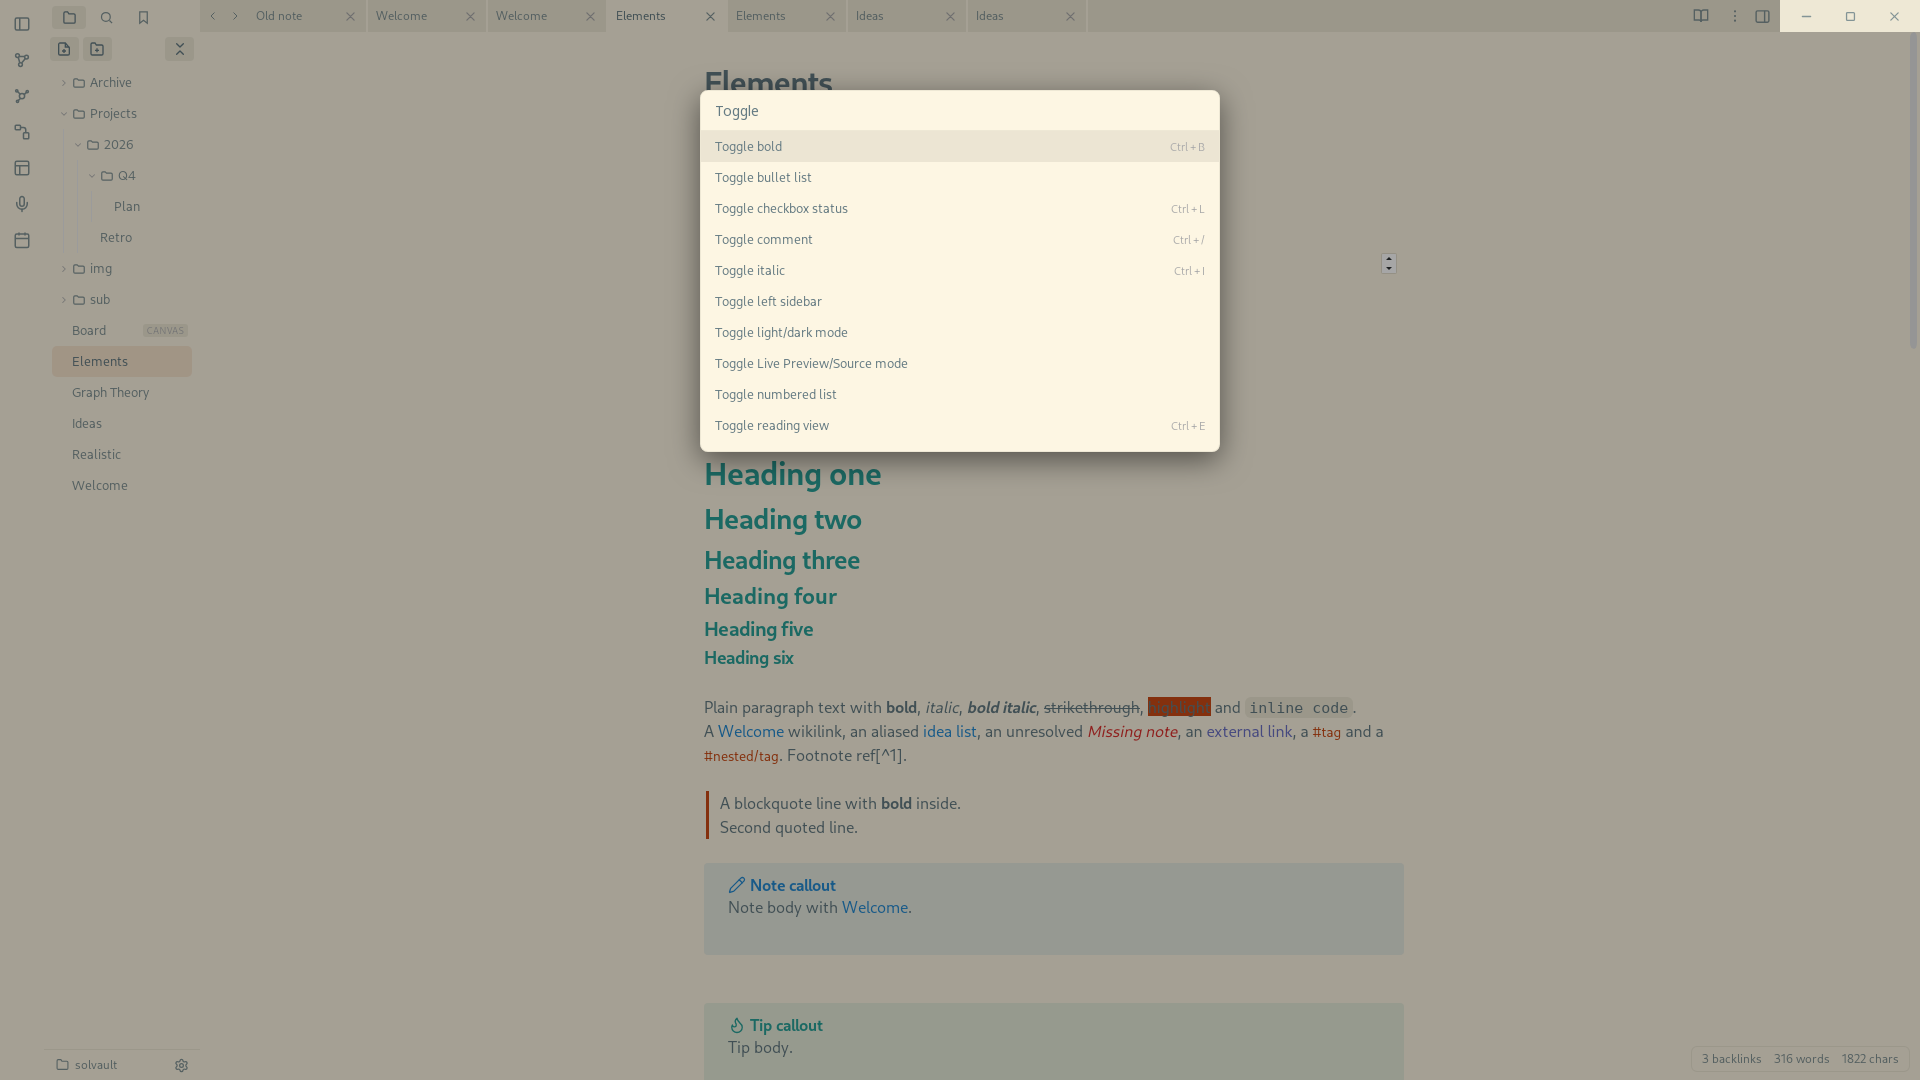 Old note
Welcome
Welcome
Elements
Elements
Ideas
Ideas
Archive
Projects
2026
Q4
Plan
Retro
img
sub
Board CANVAS
Elements
Graph Theory
Ideas
Realistic
Welcome
solvault
Elements
Toggle
Toggle bold Ctrl+B
Toggle bullet list
Toggle checkbox status Ctrl+L
Toggle comment Ctrl+/
Toggle italic Ctrl+I
Toggle left sidebar
Toggle light/dark mode
Toggle Live Preview/Source mode
Toggle numbered list
Toggle reading view Ctrl+E
Heading one
Heading two
Heading three
Heading four
Heading five
Heading six
Plain paragraph text with bold, italic, bold italic, strikethrough, highlight and inline code.
A Welcome wikilink, an aliased idea list, an unresolved Missing note, an external link, a #tag and a
#nested/tag. Footnote ref[^1].
A blockquote line with bold inside.
Second quoted line.
Note callout
Note body with Welcome.
Tip callout
Tip body.
3 backlinks 316 words 1822 chars